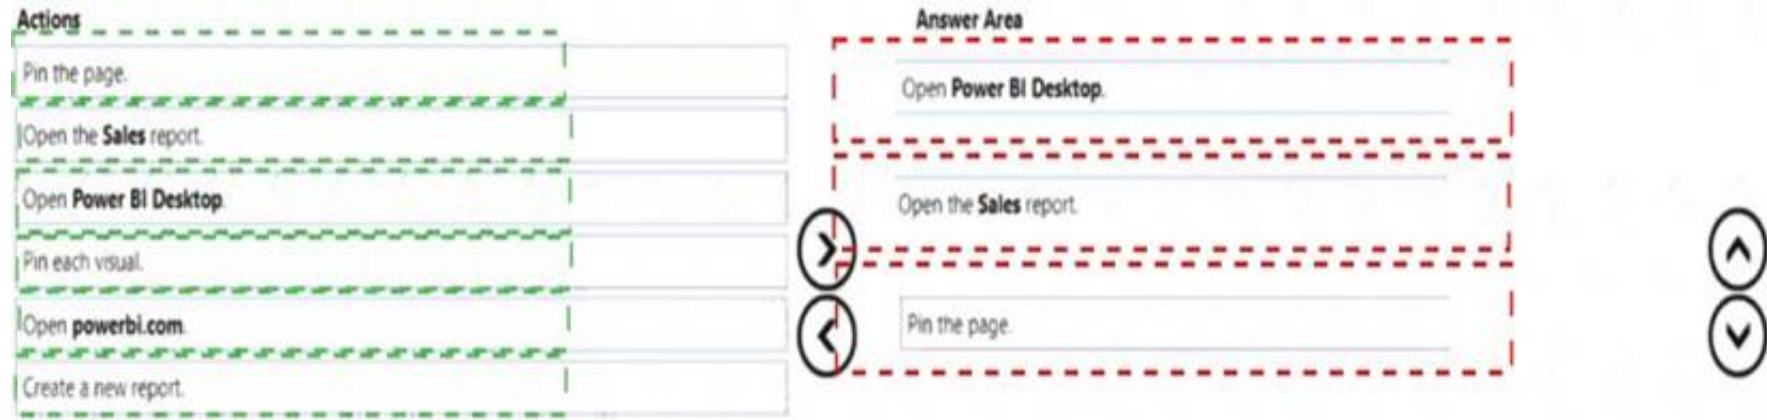 Actions
Pin the page.
Open the Sales report.
Open Power BI Desktop.
Pin each visual.
Open powerbi.com.
Create a new report.
Answer Area
Open Power BI Desktop.
Open the Sales report.
Pin the page.